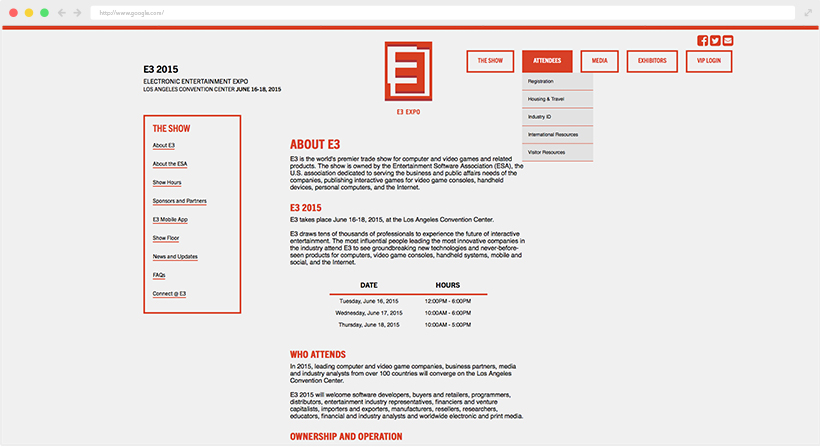 http://www.google.com/
E3 2015
ELECTRONIC ENTERTAINMENT EXPO
LOS ANGELES CONVENTION CENTER JUNE 16-18, 2015
E3
E3 EXPO
THE SHOW
ATTENDEES
MEDIA
EXHIBITORS
VIP LOGIN
Registration
Housing & Travel
Industry ID
International Resources
Visitor Resources
THE SHOW
About E3
About the ESA
Show Hours
Sponsors and Partners
E3 Mobile App
Show Floor
News and Updates
FAQs
Connect @ E3
ABOUT E3
E3 is the world's premier trade show for computer and video games and related
products. The show is owned by the Entertainment Software Association (ESA), the
U.S. association dedicated to serving the business and public affairs needs of the
companies, publishing interactive games for video game consoles, handheld
devices, personal computers, and the Internet.
E3 2015
E3 takes place June 16-18, 2015, at the Los Angeles Convention Center.
E3 draws tens of thousands of professionals to experience the future of interactive
entertainment. The most influential people leading the most innovative companies in
the industry attend E3 to see groundbreaking new technologies and never-before-
seen products for computers, video game consoles, handheld systems, mobile and
social, and the Internet.
DATE HOURS
Tuesday, June 16, 2015 12:00PM - 6:00PM
Wednesday, June 17, 2015 10:00AM - 6:00PM
Thursday, June 18, 2015 10:00AM - 5:00PM
WHO ATTENDS
In 2015, leading computer and video game companies, business partners, media
and industry analysts from over 100 countries will converge on the Los Angeles
Convention Center.
E3 2015 will welcome software developers, buyers and retailers, programmers,
distributors, entertainment industry representatives, financiers and venture
capitalists, importers and exporters, manufacturers, resellers, researchers,
educators, financial and industry analysts and worldwide electronic and print media.
OWNERSHIP AND OPERATION